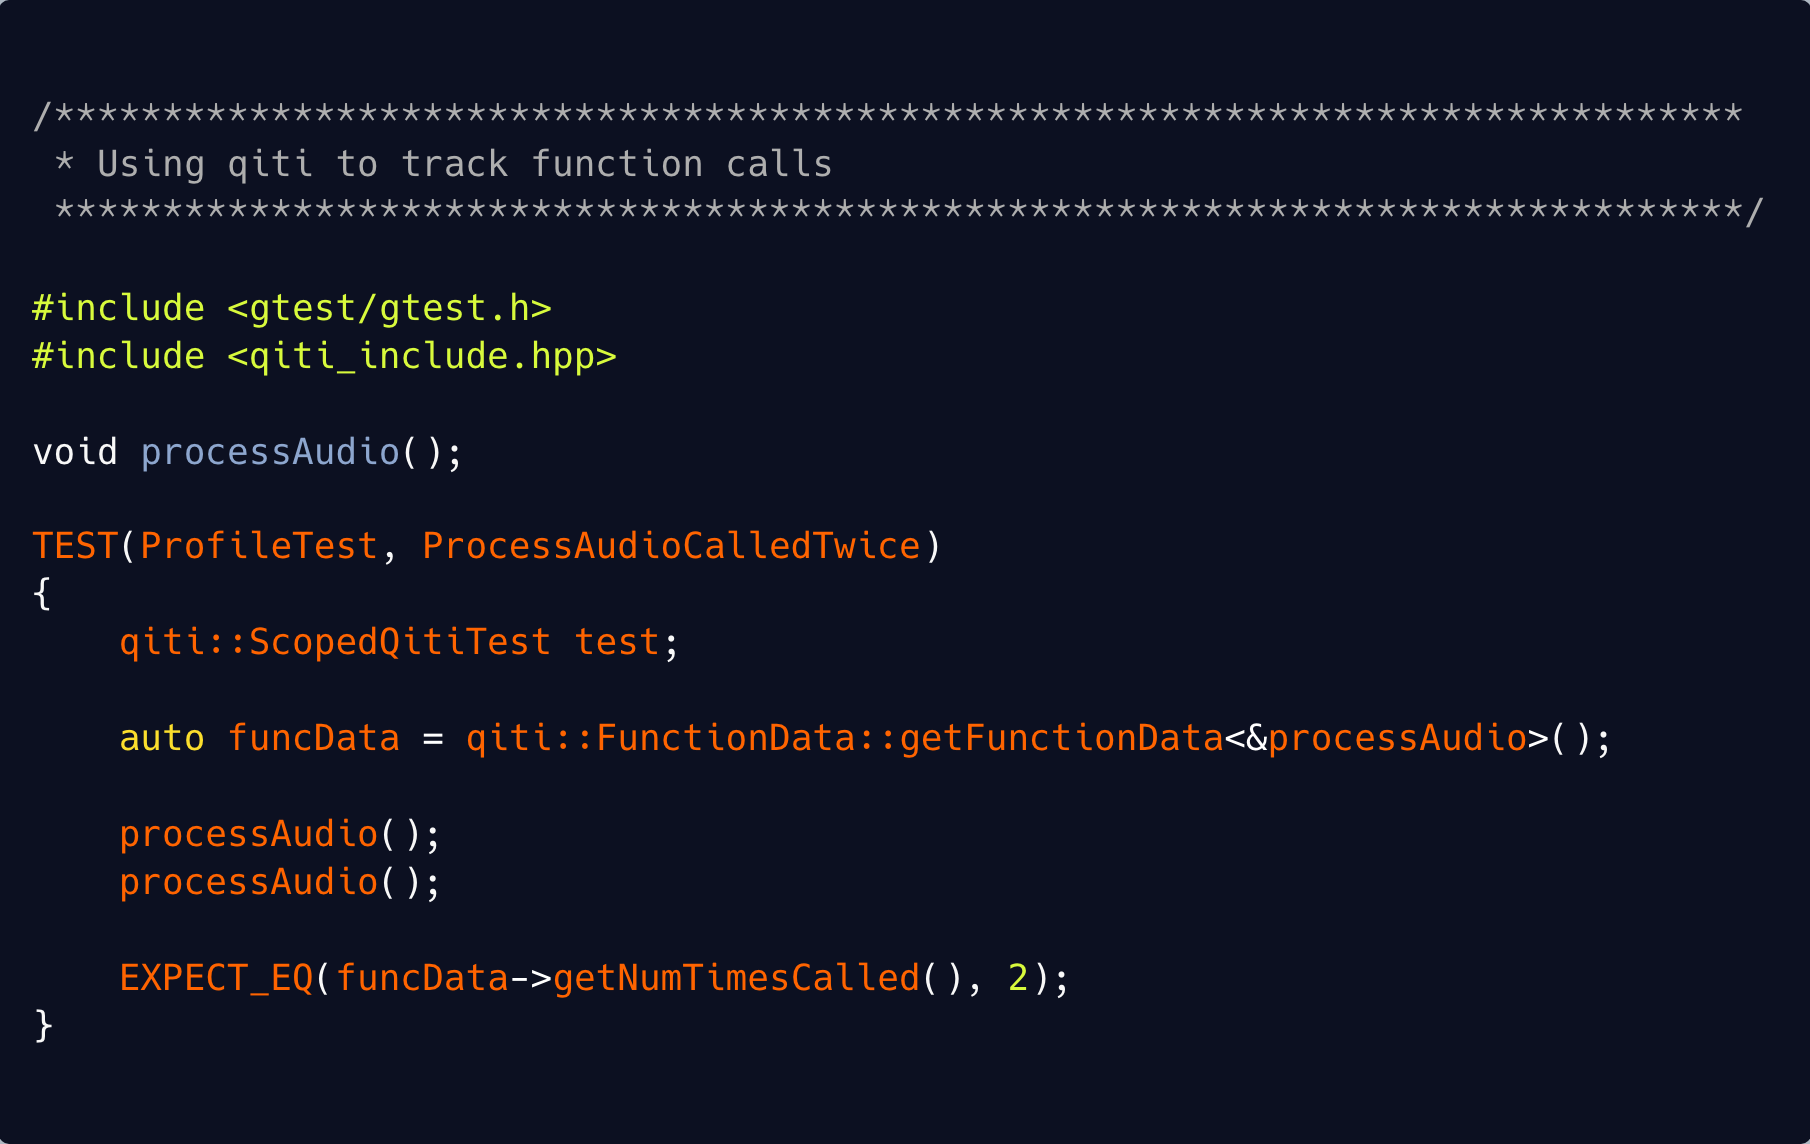 /******************************************************************************
 * Using qiti to track function calls
 ******************************************************************************/
#include <gtest/gtest.h>
#include <qiti_include.hpp>
void processAudio();
TEST(ProfileTest, ProcessAudioCalledTwice)
{
    qiti::ScopedQitiTest test;
    auto funcData = qiti::FunctionData::getFunctionData<&processAudio>();
    processAudio();
    processAudio();
    EXPECT_EQ(funcData->getNumTimesCalled(), 2);
}